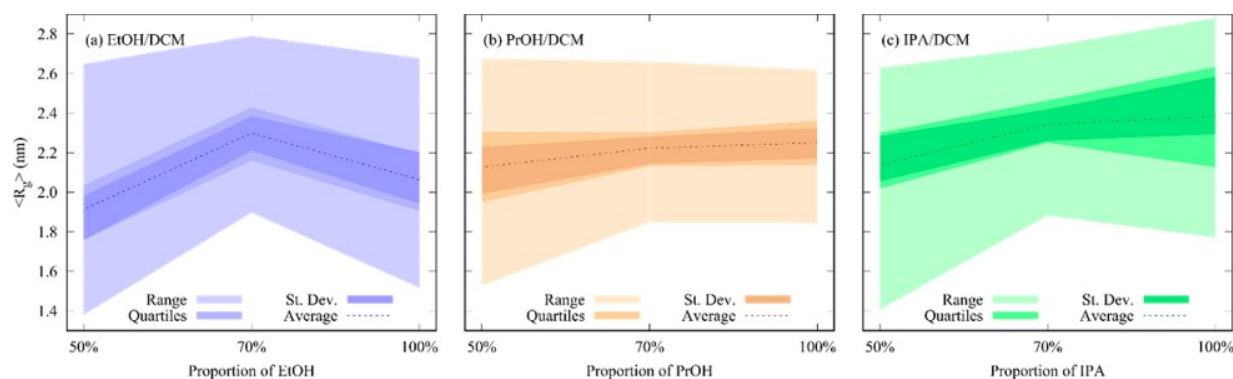 (a) EtOH/DCM
(b) PrOH/DCM
(c) IPA/DCM
<R_g> (nm)
2.8
2.6
2.4
2.2
2.0
1.8
1.6
1.4
Range
Quartiles
St. Dev.
Average
Range
Quartiles
St. Dev.
Average
Range
Quartiles
St. Dev.
Average
50% 70% 100%
50% 70% 100%
50% 70% 100%
Proportion of EtOH
Proportion of PrOH
Proportion of IPA